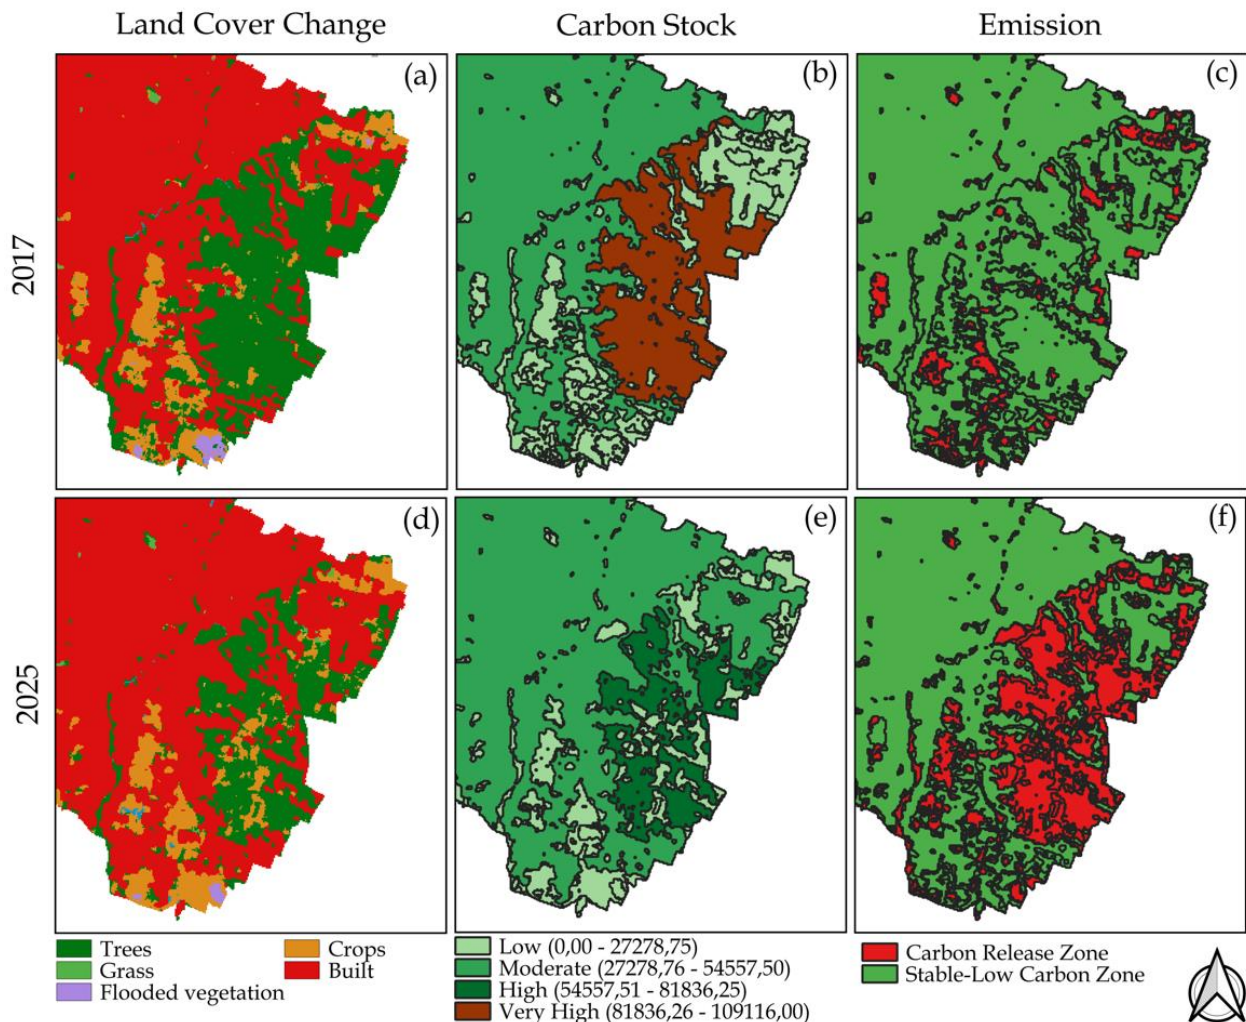 Land Cover Change
Carbon Stock
Emission
(a)
(b)
(c)
2017
(d)
(e)
(f)
2025
Trees
Grass
Flooded vegetation
Crops
Built
Low (0,00 - 27278,75)
Moderate (27278,76 - 54557,50)
High (54557,51 - 81836,25)
Very High (81836,26 - 109116,00)
Carbon Release Zone
Stable-Low Carbon Zone